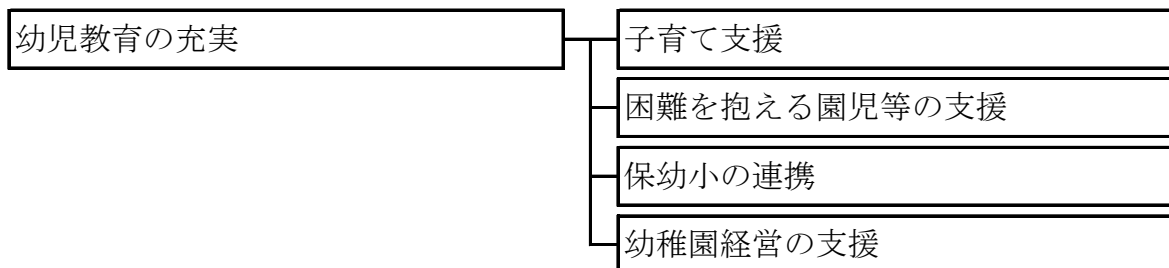 幼児教育の充実
子育て支援
困難を抱える園児等の支援
保幼小の連携
幼稚園経営の支援